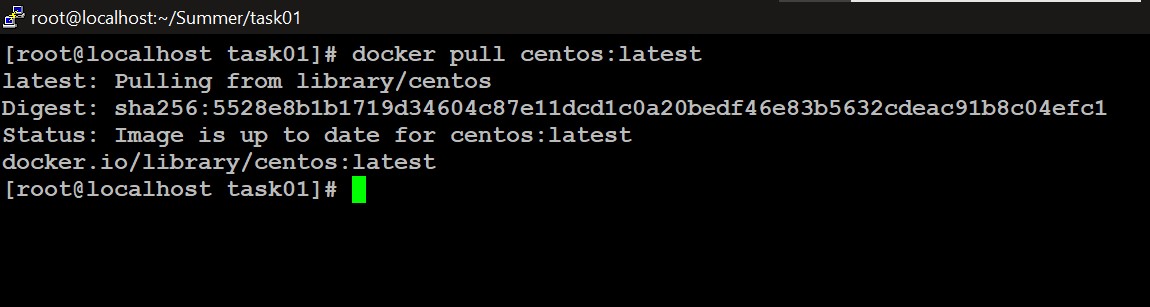 root@localhost:~/Summer/task01
[root@localhost task01]# docker pull centos:latest
latest: Pulling from library/centos
Digest: sha256:5528e8b1b1719d34604c87e11dcd1c0a20bedf46e83b5632cdeac91b8c04efc1
Status: Image is up to date for centos:latest
docker.io/library/centos:latest
[root@localhost task01]#